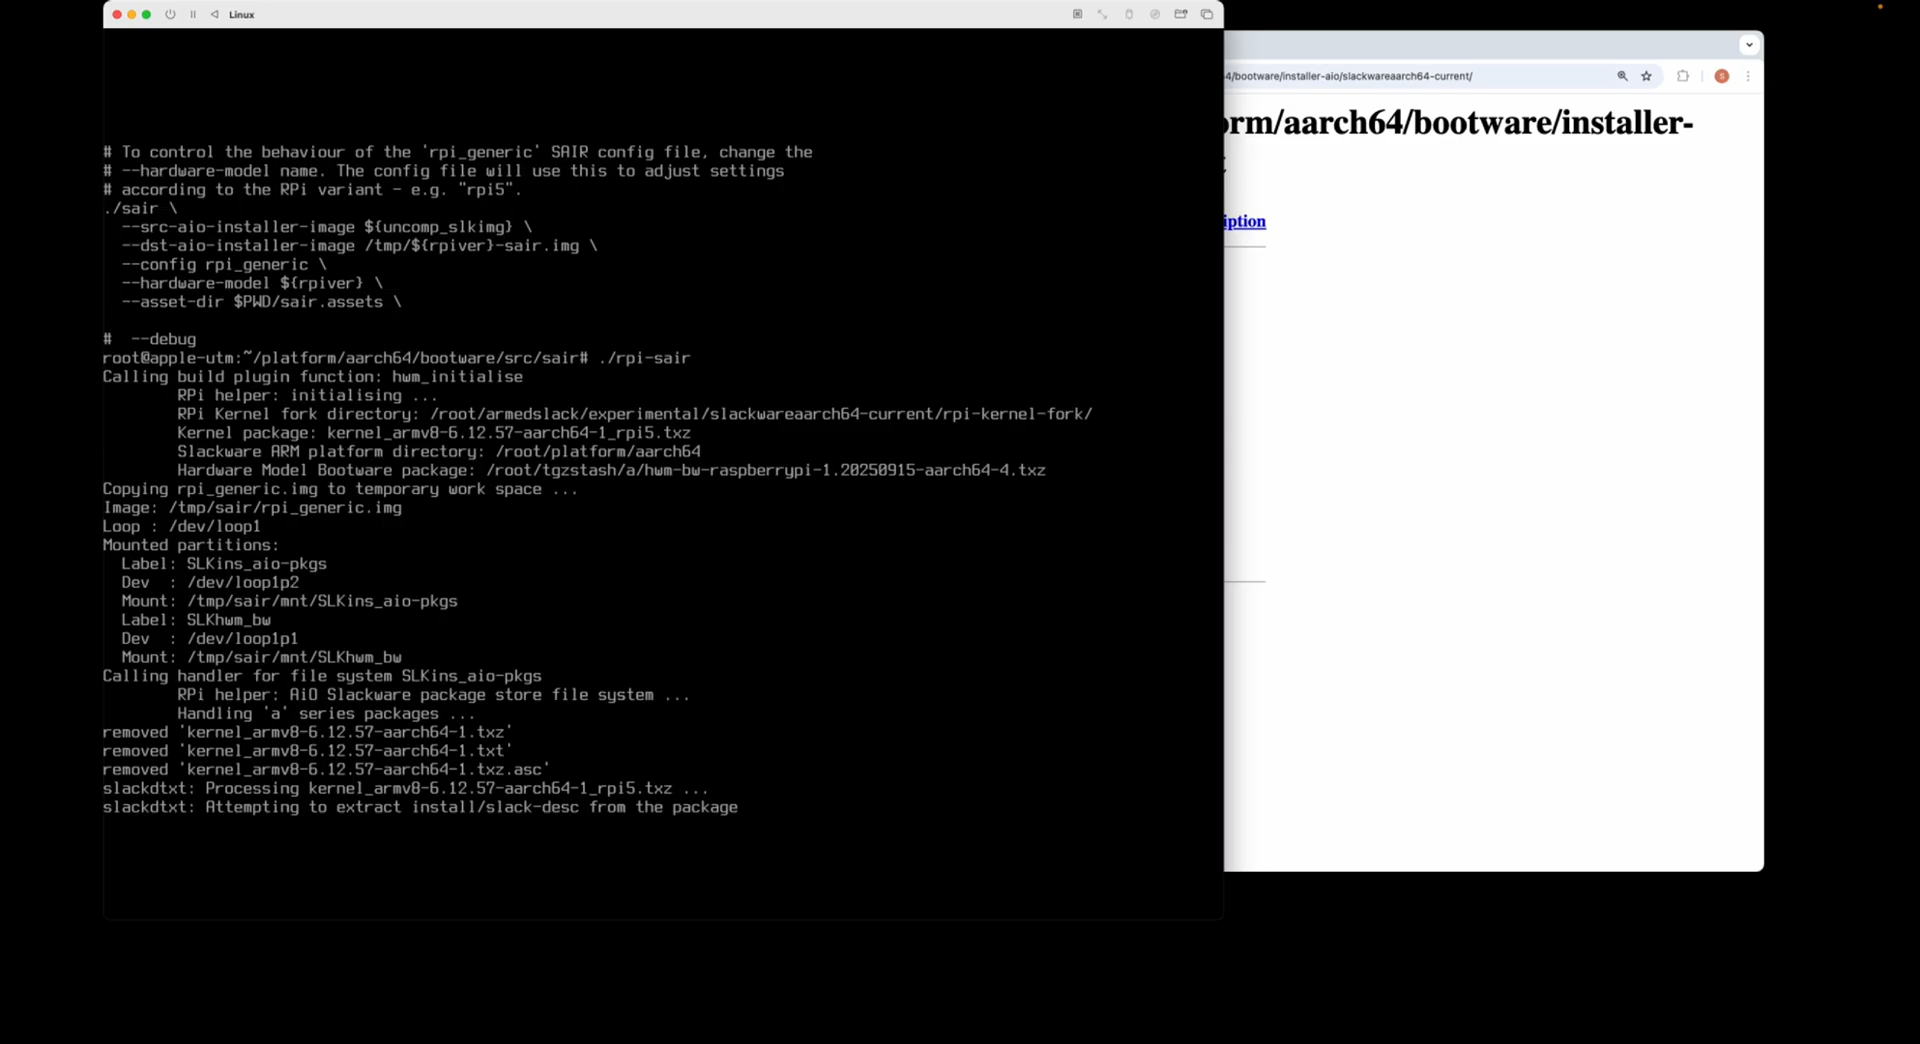 Linux
# To control the behaviour of the 'rpi_generic' SAIR config file, change the
# --hardware-model name. The config file will use this to adjust settings
# according to the RPi variant - e.g. "rpi5".
./sair \
--src-aio-installer-image ${uncomp_slkimg} \
--dst-aio-installer-image /tmp/${rpiver}-sair.img \
--config rpi_generic \
--hardware-model ${rpiver} \
--asset-dir $PWD/sair.assets \
# --debug
root@apple-utm:~/platform/aarch64/bootware/src/sair# ./rpi-sair
Calling build plugin function: hwm_initialise
RPi helper: initialising ...
RPi Kernel fork directory: /root/armedslack/experimental/slackwareaarch64-current/rpi-kernel-fork/
Kernel package: kernel_armv8-6.12.57-aarch64-1_rpi5.txz
Slackware ARM platform directory: /root/platform/aarch64
Hardware Model Bootware package: /root/tgzstash/a/hwm-bw-raspberrypi-1.20250915-aarch64-4.txz
Copying rpi_generic.img to temporary work space ...
Image: /tmp/sair/rpi_generic.img
Loop : /dev/loop1
Mounted partitions:
Label: SLKins_aio-pkgs
Dev  : /dev/loop1p2
Mount: /tmp/sair/mnt/SLKins_aio-pkgs
Label: SLKhwm_bw
Dev  : /dev/loop1p1
Mount: /tmp/sair/mnt/SLKhwm_bw
Calling handler for file system SLKins_aio-pkgs
RPi helper: AiO Slackware package store file system ...
Handling 'a' series packages ...
removed 'kernel_armv8-6.12.57-aarch64-1.txz'
removed 'kernel_armv8-6.12.57-aarch64-1.txt'
removed 'kernel_armv8-6.12.57-aarch64-1.txz.asc'
slackdtxt: Processing kernel_armv8-6.12.57-aarch64-1_rpi5.txz ...
slackdtxt: Attempting to extract install/slack-desc from the package
4/bootware/installer-aio/slackwareaarch64-current/
S
orm/aarch64/bootware/installer-
iption